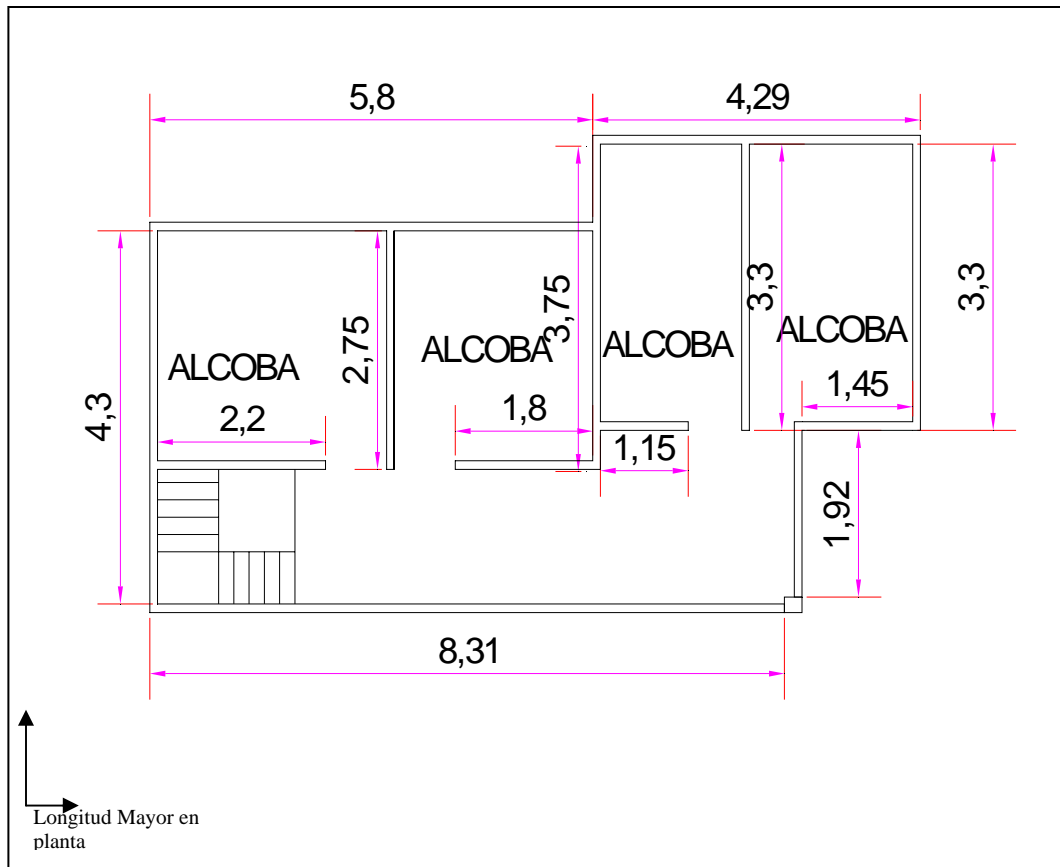 5,8
4,29
4,3
2,75
3,75
3,3
3,3
ALCOBA
ALCOBA
ALCOBA
ALCOBA
2,2
1,8
1,15
1,45
1,92
8,31
Longitud Mayor en
planta